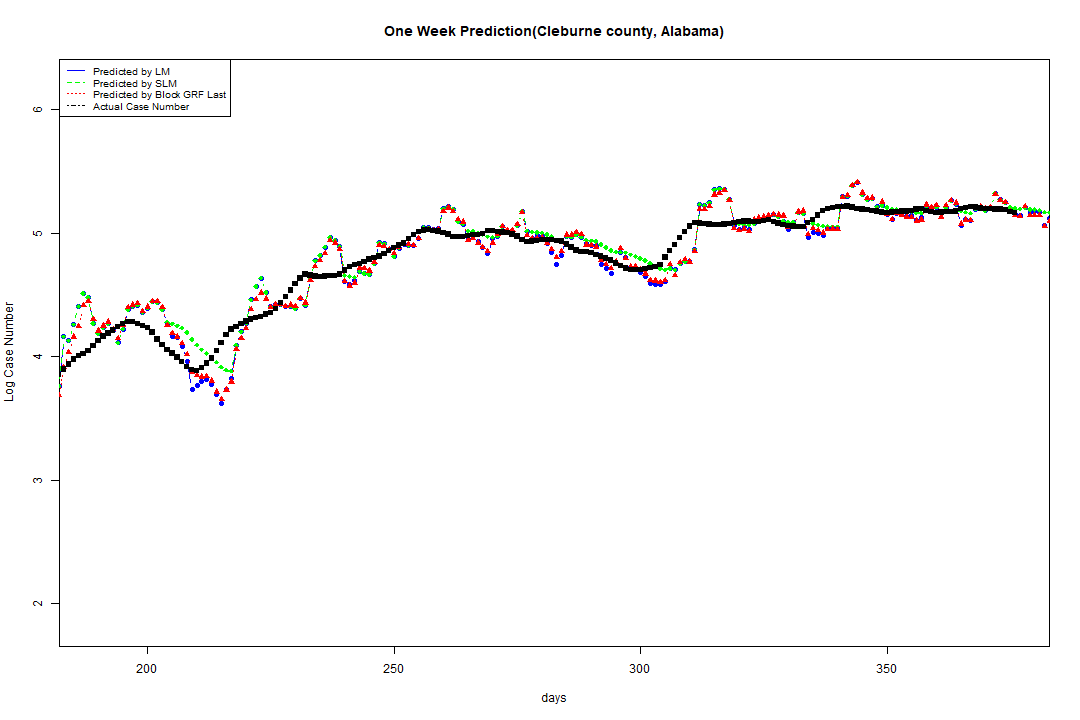 One Week Prediction(Cleburne county, Alabama)
Predicted by LM
Predicted by SLM
Predicted by Block GRF Last
Actual Case Number
Log Case Number
6
5
4
3
2
200 250 300 350
days